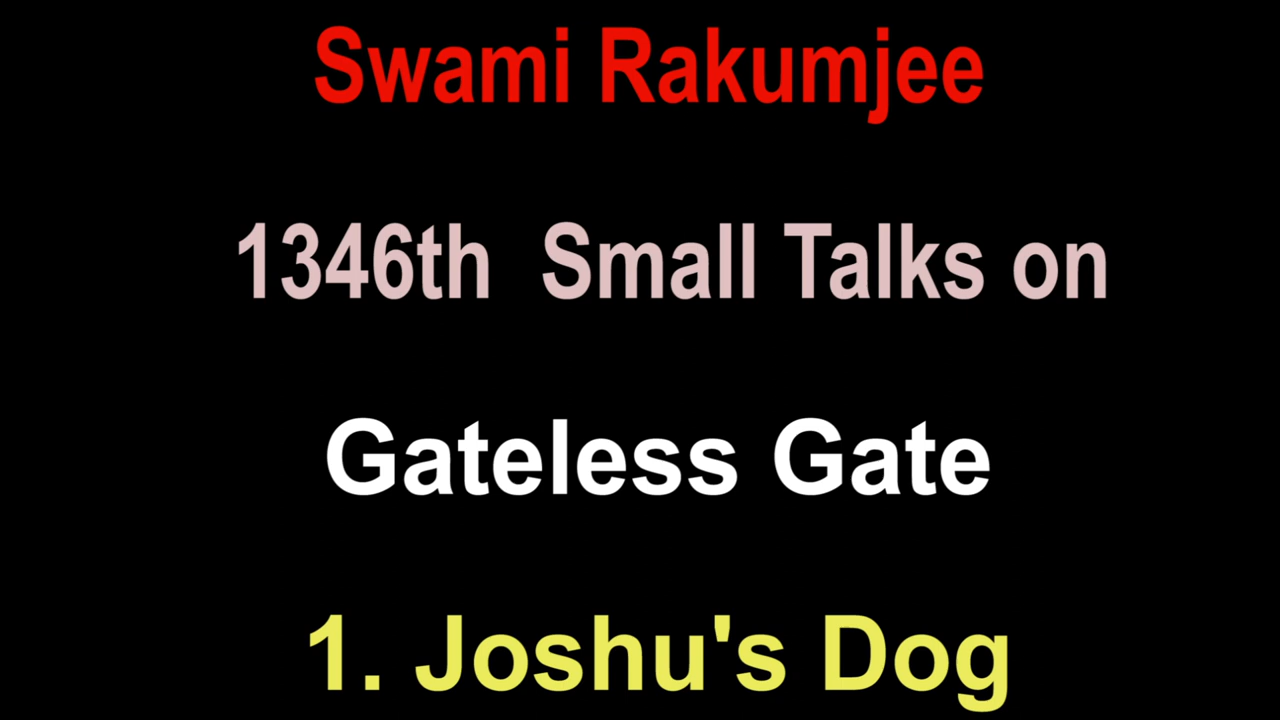 Swami Rakumjee
1346th  Small Talks on
Gateless Gate
1. Joshu's Dog